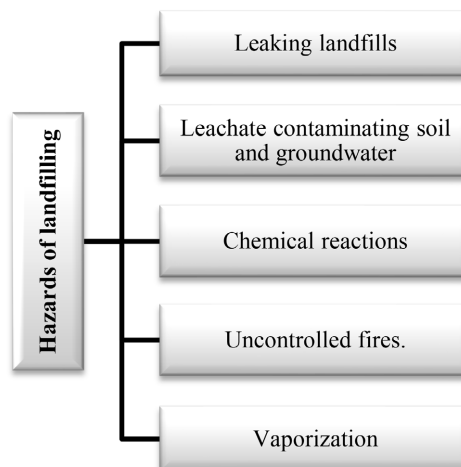 Hazards of landfilling
Leaking landfills
Leachate contaminating soil
and groundwater
Chemical reactions
Uncontrolled fires.
Vaporization